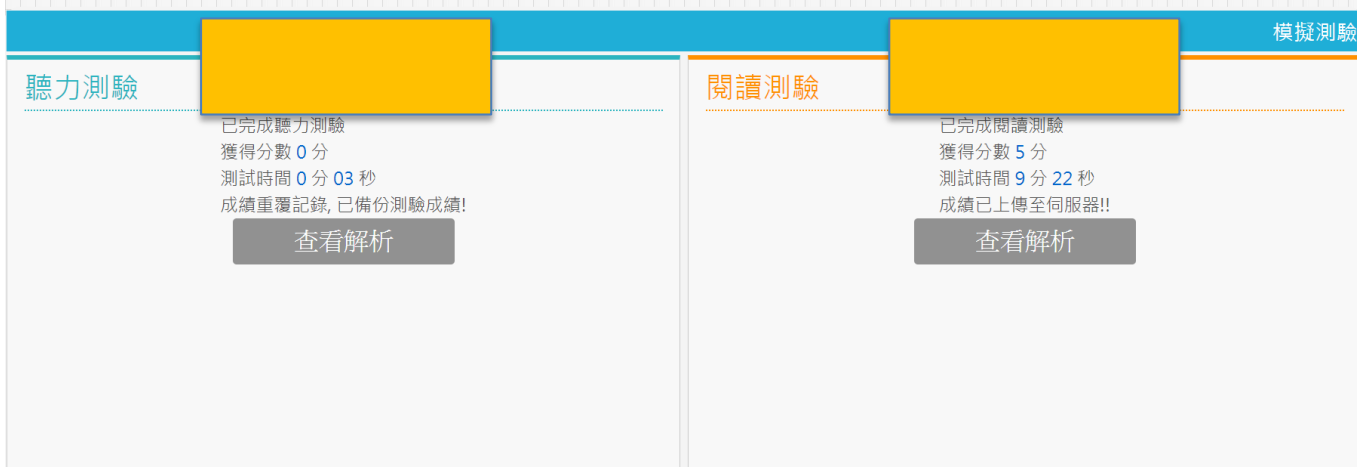 模擬測驗
聽力測驗
已完成聽力測驗
獲得分數 0 分
測試時間 0 分 03 秒
成績重覆記錄, 已備份測驗成績!
查看解析
閱讀測驗
已完成閱讀測驗
獲得分數 5 分
測試時間 9 分 22 秒
成績已上傳至伺服器!!
查看解析